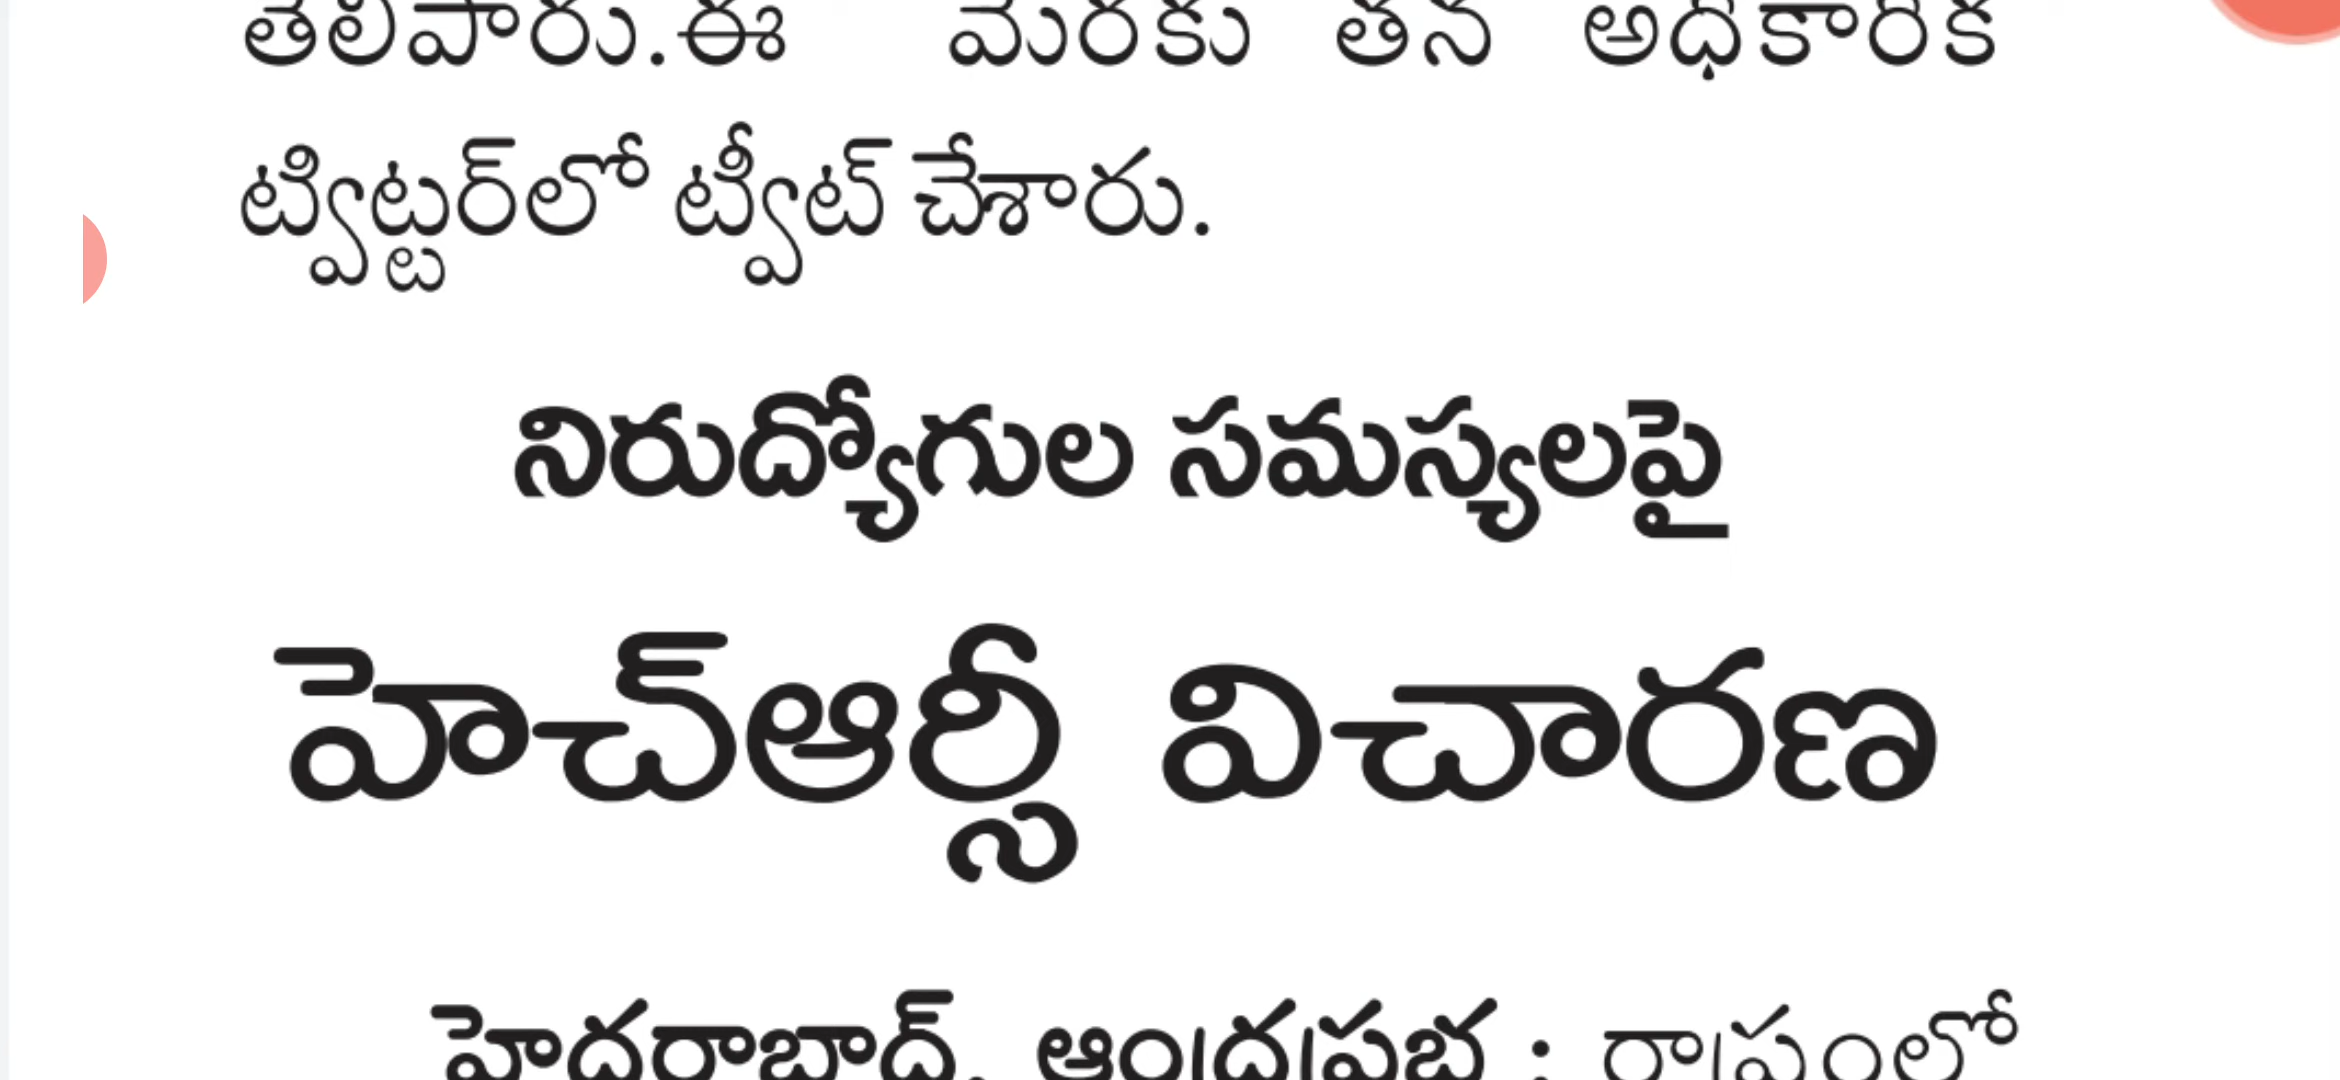 తెలిపారు.ఈ మేరకు తన అధికారిక
ట్విట్టర్‌లో ట్వీట్ చేశారు.
నిరుద్యోగుల సమస్యలపై
హెచ్ఆర్సీ విచారణ
హైదరాబాద్, ఆంధ్రప్రభ : రాష్ట్రంలో